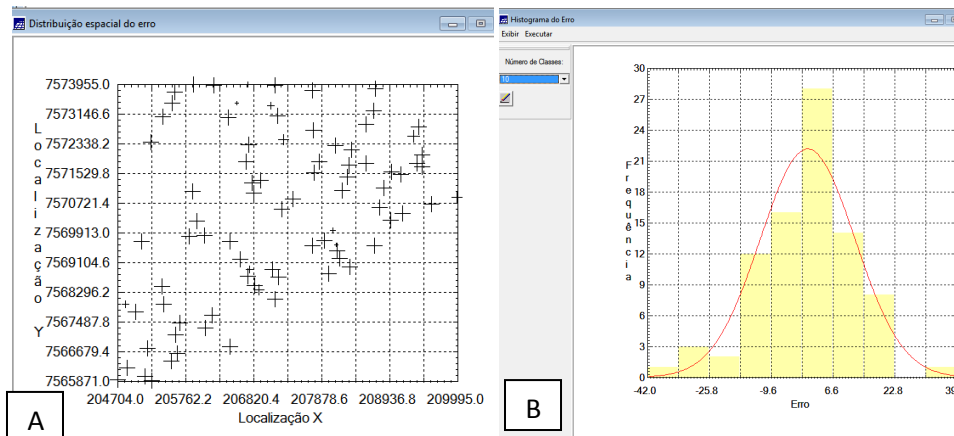 Distribuição espacial do erro
7573955.0
7573146.6
7572338.2
7571529.8
7570721.4
7569913.0
7569104.6
7568296.2
7567487.8
7566679.4
7565871.0
Localização Y
204704.0 205762.2 206820.4 207878.6 208936.8 209995.0
Localização X
A
Histograma do Erro
Exibir Executar
Número de Classes:
10
30
27
24
21
18
15
12
9
6
3
0
Frequência
-42.0 -25.8 -9.6 6.6 22.8 39
Erro
B